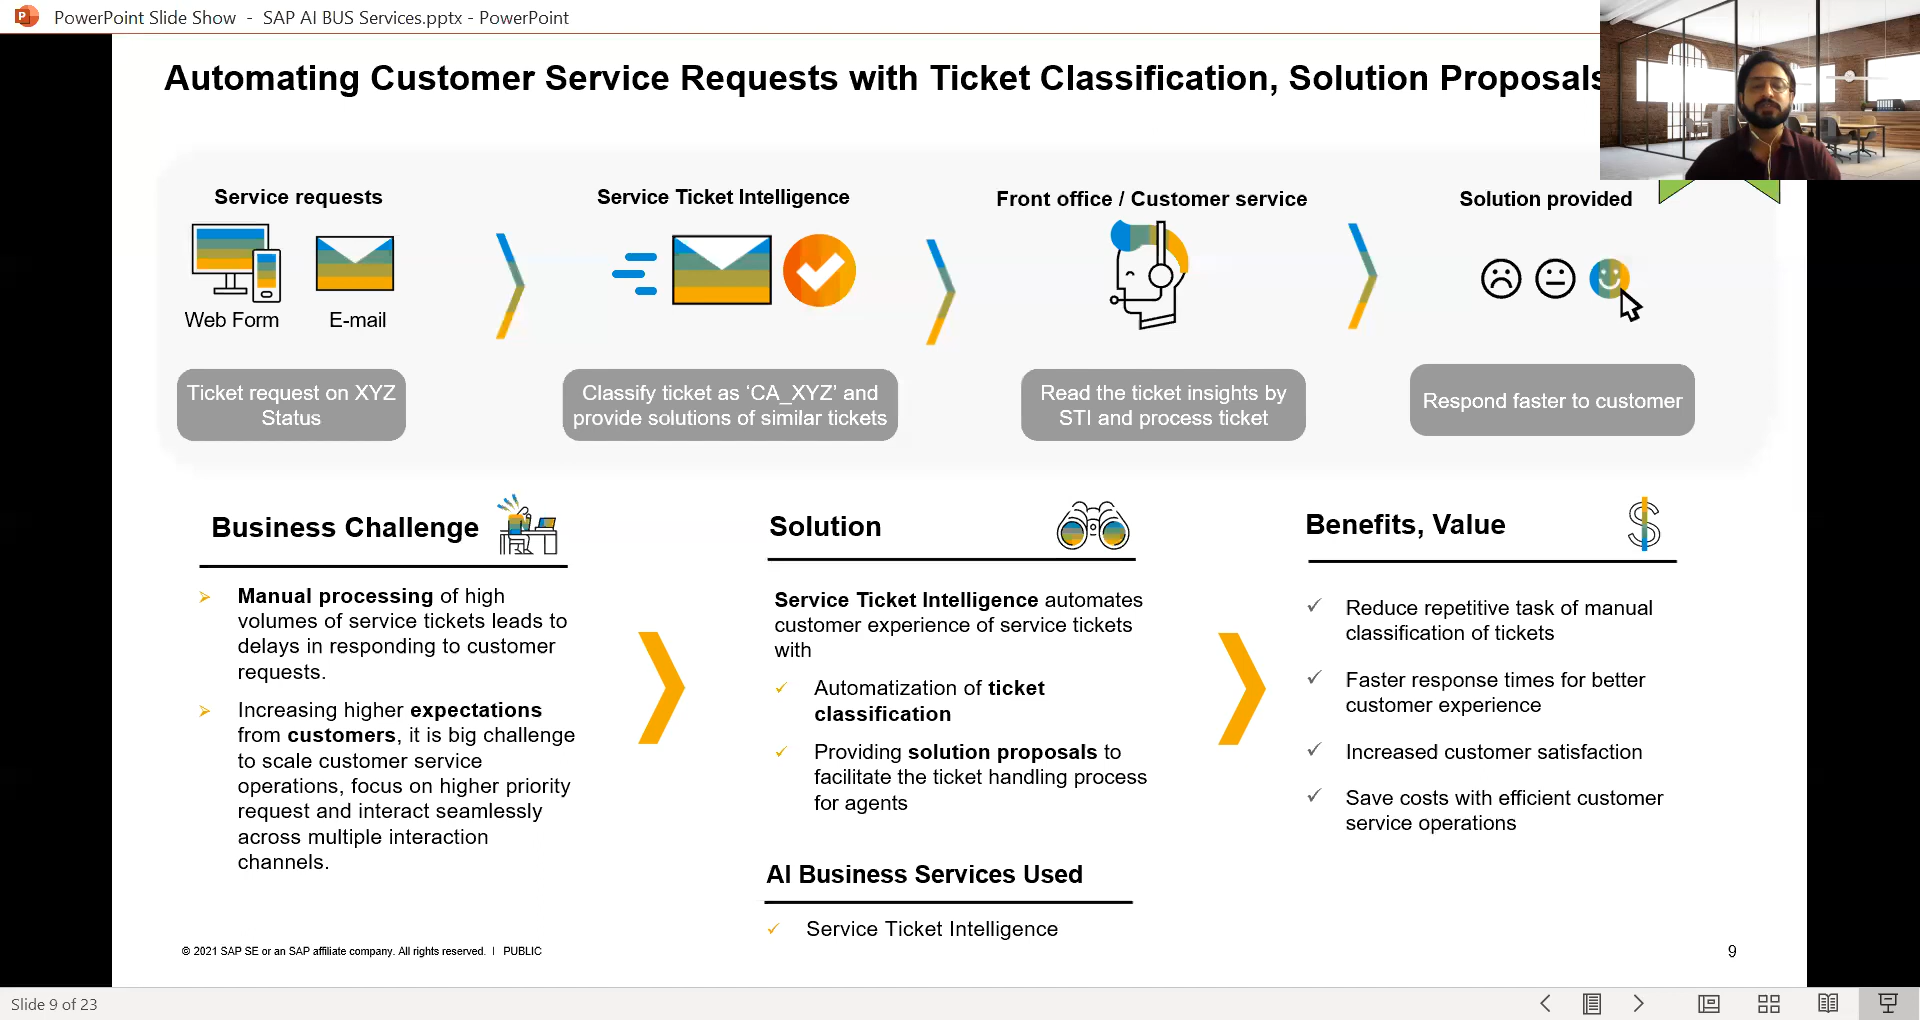 PowerPoint Slide Show - SAP AI BUS Services.pptx - PowerPoint
Automating Customer Service Requests with Ticket Classification, Solution Proposals
Service requests
Web Form
E-mail
Ticket request on XYZ
Status
Service Ticket Intelligence
Classify ticket as ‘CA_XYZ’ and
provide solutions of similar tickets
Front office / Customer service
Read the ticket insights by
STI and process ticket
Solution provided
Respond faster to customer
Business Challenge
Manual processing of high
volumes of service tickets leads to
delays in responding to customer
requests.
Increasing higher expectations
from customers, it is big challenge
to scale customer service
operations, focus on higher priority
request and interact seamlessly
across multiple interaction
channels.
Solution
Service Ticket Intelligence automates
customer experience of service tickets
with
Automatization of ticket
classification
Providing solution proposals to
facilitate the ticket handling process
for agents
AI Business Services Used
Service Ticket Intelligence
Benefits, Value
Reduce repetitive task of manual
classification of tickets
Faster response times for better
customer experience
Increased customer satisfaction
Save costs with efficient customer
service operations
© 2021 SAP SE or an SAP affiliate company. All rights reserved. | PUBLIC
9
Slide 9 of 23